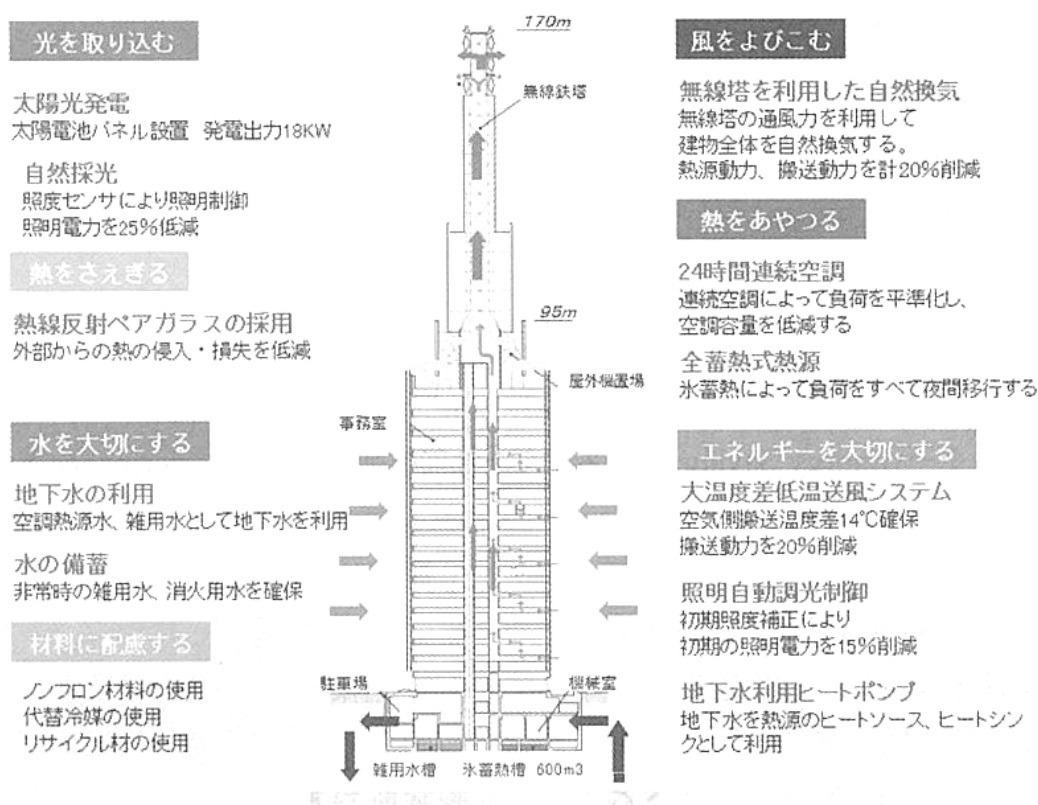 光を取り込む
太陽光発電
太陽電池パネル設置 発電出力18KW
自然採光
照度センサにより照明制御
照明電力を25%低減
熱をさえぎる
熱線反射ペアガラスの採用
外部からの熱の侵入・損失を低減
水を大切にする
地下水の利用
空調熱源水、雑用水として地下水を利用
水の備蓄
非常時の雑用水、消火用水を確保
材料に配慮する
ノンフロン材料の使用
代替冷媒の使用
リサイクル材の使用
170m
無線鉄塔
95m
屋外機置場
事務室
駐車場
機械室
雑用水槽 氷蓄熱槽 600m3
風をよびこむ
無線塔を利用した自然換気
無線塔の通風力を利用して
建物全体を自然換気する。
熱源動力、搬送動力を計20%削減
熱をあやつる
24時間連続空調
連続空調によって負荷を平準化し、
空調容量を低減する
全蓄熱式熱源
氷蓄熱によって負荷をすべて夜間移行する
エネルギーを大切にする
大温度差低温送風システム
空気側搬送温度差14℃確保
搬送動力を20%削減
照明自動調光制御
初期照度補正により
初期の照明電力を15%削減
地下水利用ヒートポンプ
地下水を熱源のヒートソース、ヒートシン
クとして利用